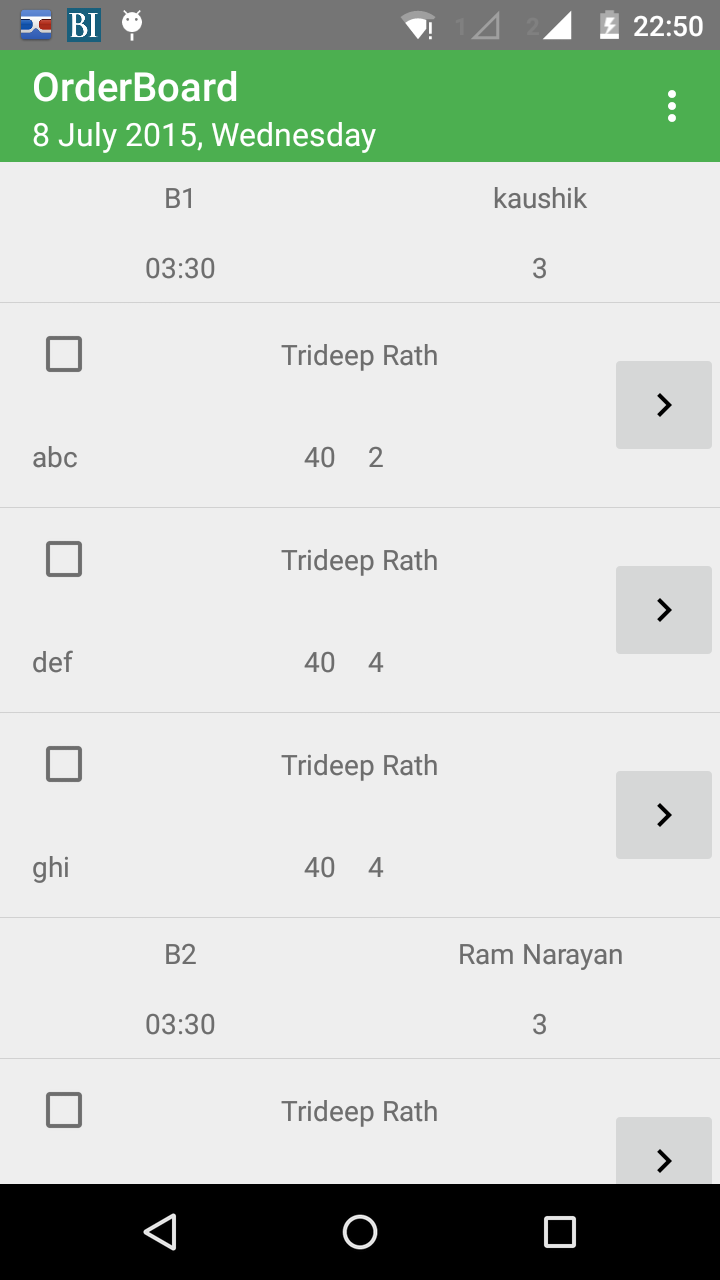 BI 1 2 22:50
OrderBoard
8 July 2015, Wednesday
B1 kaushik
03:30 3
Trideep Rath
abc 40 2
Trideep Rath
def 40 4
Trideep Rath
ghi 40 4
B2 Ram Narayan
03:30 3
Trideep Rath